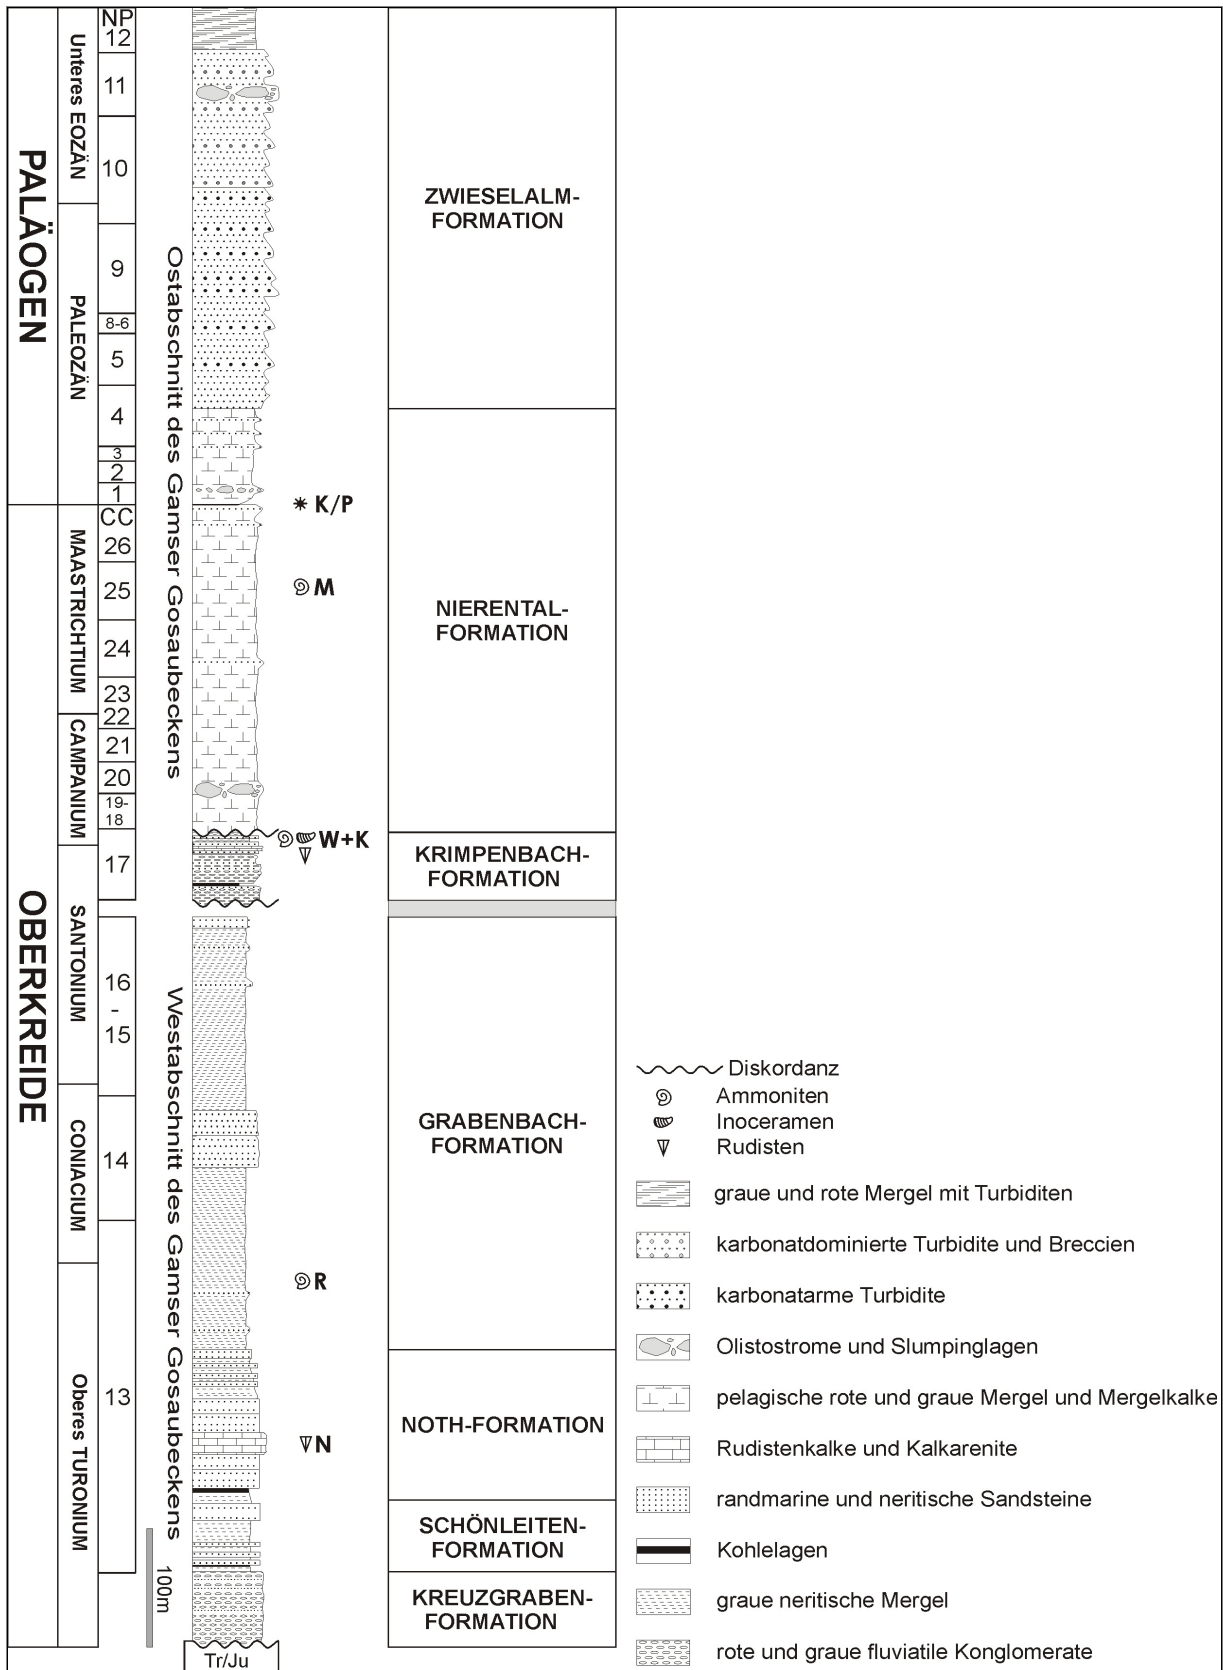 PALÄOGEN
OBERKREIDE
Unteres EOZÄN
PALEOZÄN
MAASTRICHTIUM
CAMPANIUM
SANTONIUM
CONIACIUM
Oberes TURONIUM
NP
12
11
10
9
8-6
5
4
3
2
1
CC
26
25
24
23
22
21
20
19-
18
17
16
-
15
14
13
Ostabschnitt des Gamser Gosaubeckens
Westabschnitt des Gamser Gosaubeckens
100m
Tr/Ju
K/P
M
W+K
R
N
ZWIESELALM-
FORMATION
NIERENTAL-
FORMATION
KRIMPENBACH-
FORMATION
GRABENBACH-
FORMATION
NOTH-FORMATION
SCHÖNLEITEN-
FORMATION
KREUZGRABEN-
FORMATION
Diskordanz
Ammoniten
Inoceramen
Rudisten
graue und rote Mergel mit Turbiditen
karbonatdominierte Turbidite und Breccien
karbonatarme Turbidite
Olistostrome und Slumpinglagen
pelagische rote und graue Mergel und Mergelkalke
Rudistenkalke und Kalkarenite
randmarine und neritische Sandsteine
Kohlelagen
graue neritische Mergel
rote und graue fluviatile Konglomerate